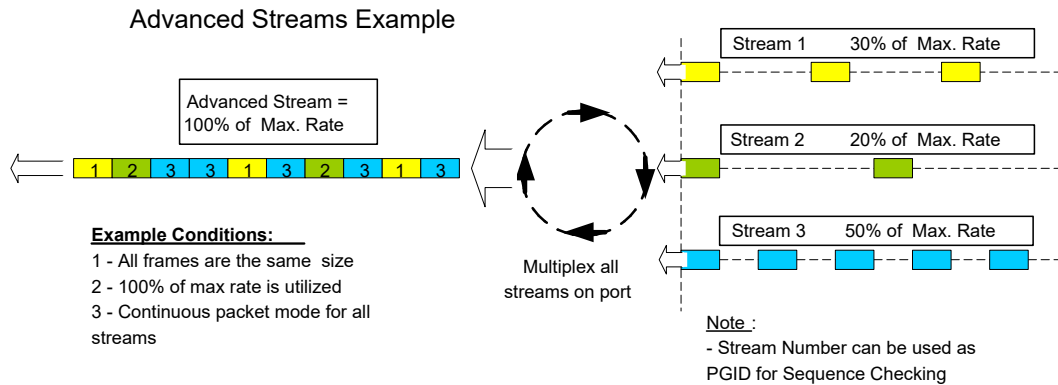 Advanced Streams Example
Advanced Stream =
100% of Max. Rate
1 2 3 3 1 3 2 3 1 3
Example Conditions:
1 - All frames are the same size
2 - 100% of max rate is utilized
3 - Continuous packet mode for all
streams
Multiplex all
streams on port
Stream 1 30% of Max. Rate
Stream 2 20% of Max. Rate
Stream 3 50% of Max. Rate
Note :
- Stream Number can be used as
PGID for Sequence Checking